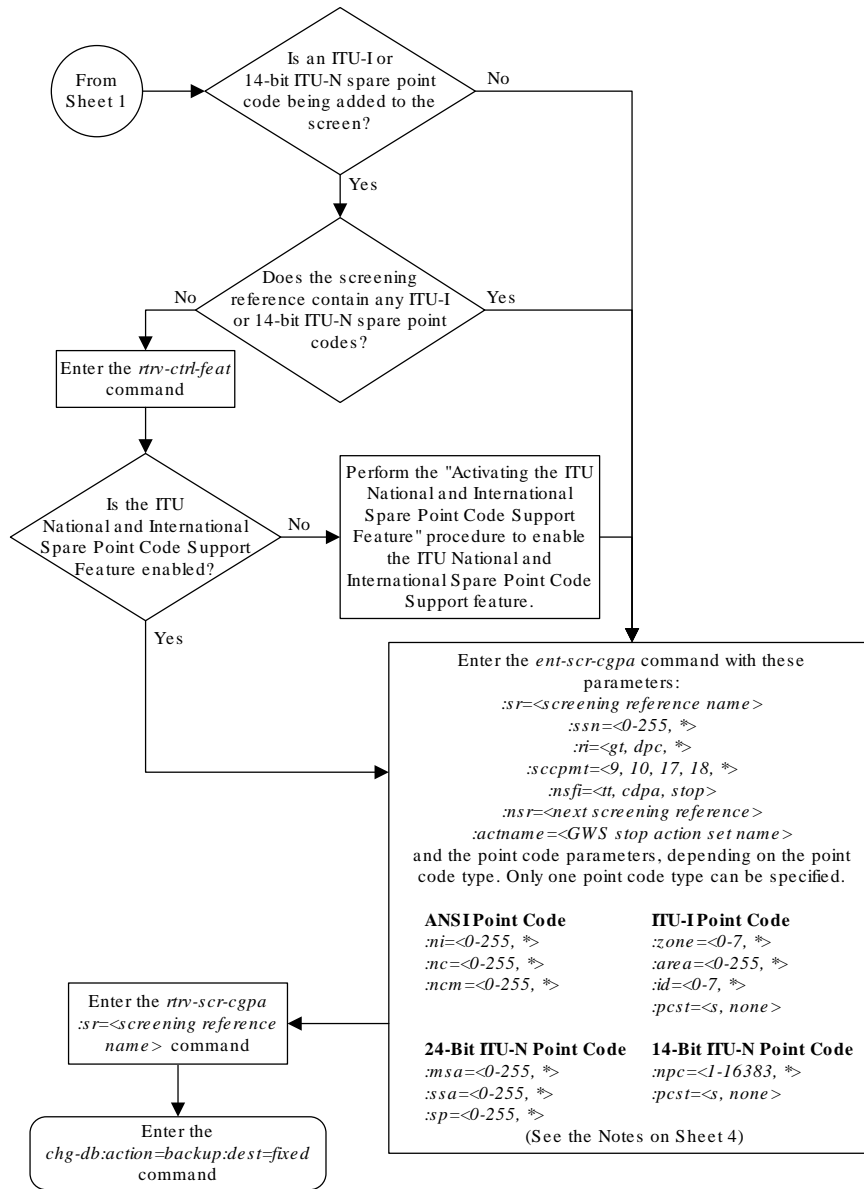 From
Sheet 1
Is an ITU-I or
14-bit ITU-N spare point
code being added to the
screen?
No
Yes
Does the screening
reference contain any ITU-I
or 14-bit ITU-N spare point
codes?
No
Yes
Enter the rtrv-ctrl-feat
command
Is the ITU
National and International
Spare Point Code Support
Feature enabled?
No
Yes
Perform the "Activating the ITU
National and International
Spare Point Code Support
Feature" procedure to enable
the ITU National and
International Spare Point Code
Support feature.
Enter the ent-scr-cgpa command with these
parameters:
:sr=<screening reference name>
:ssn=<0-255, *>
:ri=<gt, dpc, *>
:sccpmt=<9, 10, 17, 18, *>
:nsfi=<tt, cdpa, stop>
:nsr=<next screening reference>
:actname=<GWS stop action set name>
and the point code parameters, depending on the point
code type. Only one point code type can be specified.
ANSI Point Code
:ni=<0-255, *>
:nc=<0-255, *>
:ncm=<0-255, *>
ITU-I Point Code
:zone=<0-7, *>
:area=<0-255, *>
:id=<0-7, *>
:pcst=<s, none>
24-Bit ITU-N Point Code
:msa=<0-255, *>
:ssa=<0-255, *>
:sp=<0-255, *>
14-Bit ITU-N Point Code
:npc=<1-16383, *>
:pcst=<s, none>
(See the Notes on Sheet 4)
Enter the rtrv-scr-cgpa
:sr=<screening reference
name> command
Enter the
chg-db:action=backup:dest=fixed
command